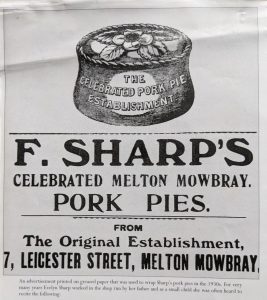 THE
CELEBRATED PORK PIE
ESTABLISHMENT
F. SHARP'S
CELEBRATED MELTON MOWBRAY.
PORK PIES.
FROM
The Original Establishment,
7, LEICESTER STREET, MELTON MOWBRAY
An advertisement printed on greased paper that was used to wrap Sharp's pork pies in the 1930s. For very
many years Evelyn Sharp worked in the shop run by her father and as a small child she was often heard to
recite the following: